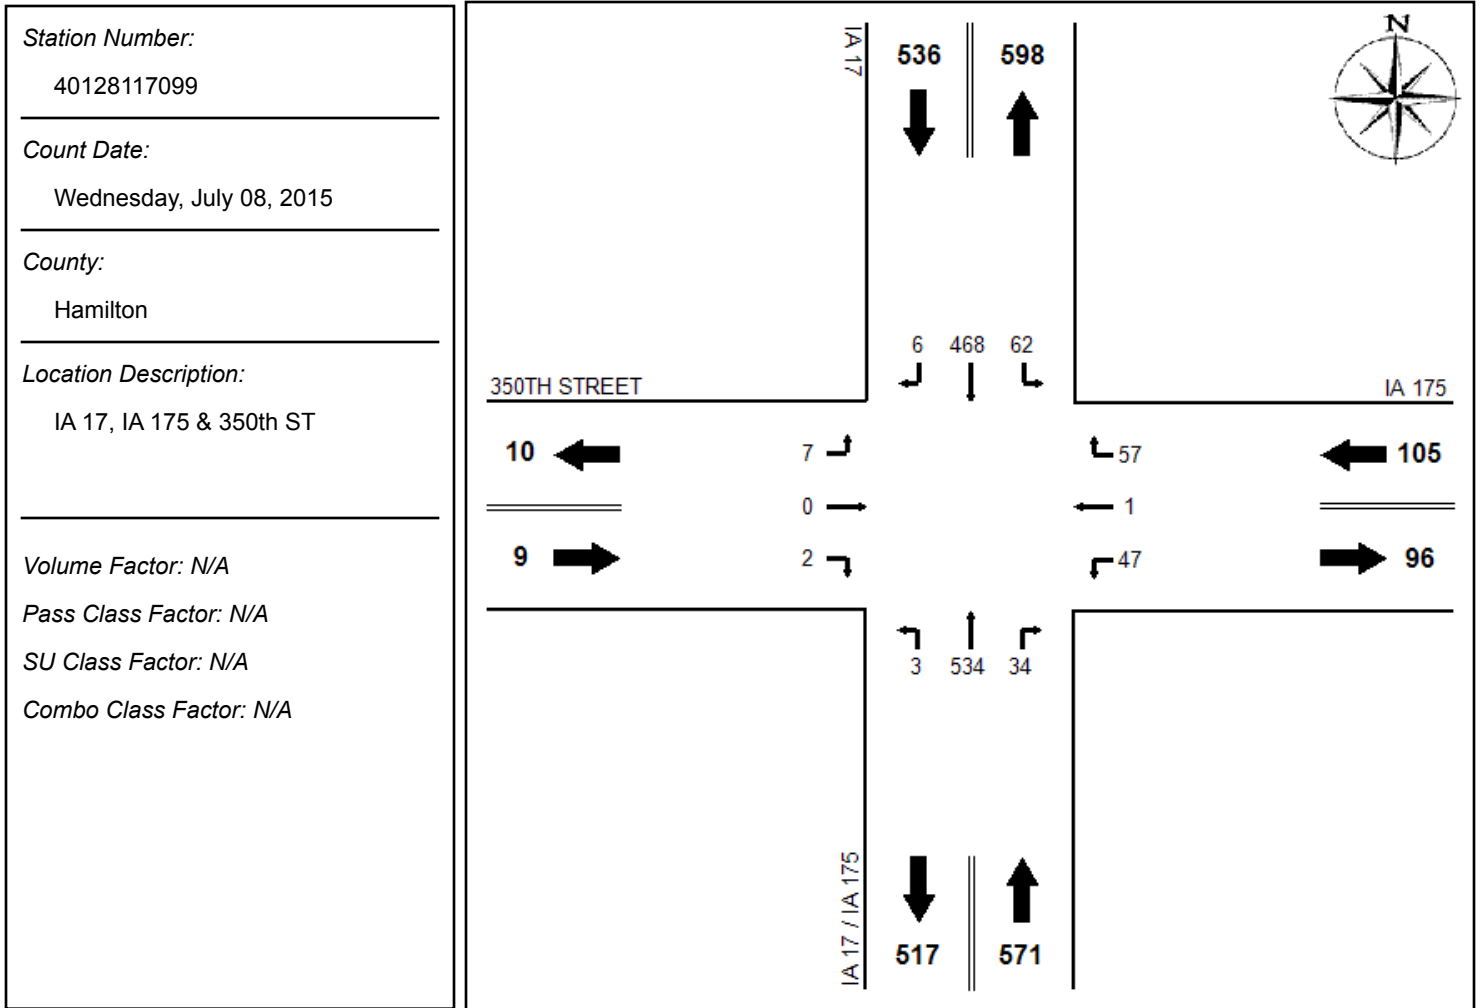 Station Number:
40128117099
Count Date:
Wednesday, July 08, 2015
County:
Hamilton
Location Description:
IA 17, IA 175 & 350th ST
Volume Factor: N/A
Pass Class Factor: N/A
SU Class Factor: N/A
Combo Class Factor: N/A
N
IA 17
536 598
6 468 62
350TH STREET
IA 175
10 7 57 105
0 1
9 2 47 96
3 534 34
IA 17 / IA 175
517 571